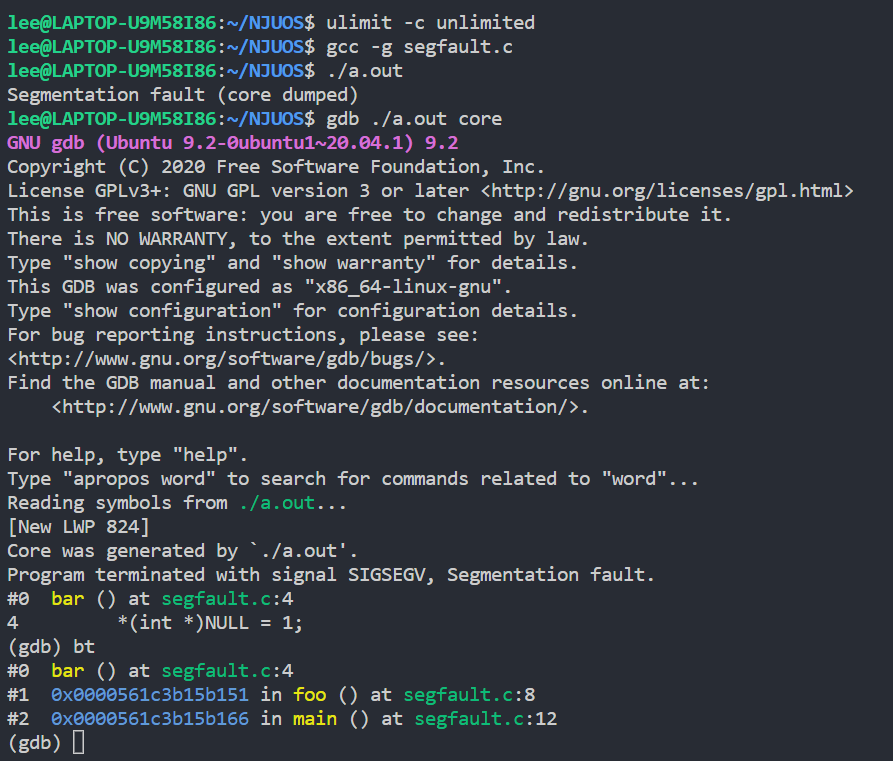 lee@LAPTOP-U9M58I86:~/NJUOS$ ulimit -c unlimited
lee@LAPTOP-U9M58I86:~/NJUOS$ gcc -g segfault.c
lee@LAPTOP-U9M58I86:~/NJUOS$ ./a.out
Segmentation fault (core dumped)
lee@LAPTOP-U9M58I86:~/NJUOS$ gdb ./a.out core
GNU gdb (Ubuntu 9.2-0ubuntu1~20.04.1) 9.2
Copyright (C) 2020 Free Software Foundation, Inc.
License GPLv3+: GNU GPL version 3 or later <http://gnu.org/licenses/gpl.html>
This is free software: you are free to change and redistribute it.
There is NO WARRANTY, to the extent permitted by law.
Type "show copying" and "show warranty" for details.
This GDB was configured as "x86_64-linux-gnu".
Type "show configuration" for configuration details.
For bug reporting instructions, please see:
<http://www.gnu.org/software/gdb/bugs/>.
Find the GDB manual and other documentation resources online at:
    <http://www.gnu.org/software/gdb/documentation/>.

For help, type "help".
Type "apropos word" to search for commands related to "word"...
Reading symbols from ./a.out...
[New LWP 824]
Core was generated by `./a.out'.
Program terminated with signal SIGSEGV, Segmentation fault.
#0  bar () at segfault.c:4
4         *(int *)NULL = 1;
(gdb) bt
#0  bar () at segfault.c:4
#1  0x0000561c3b15b151 in foo () at segfault.c:8
#2  0x0000561c3b15b166 in main () at segfault.c:12
(gdb)